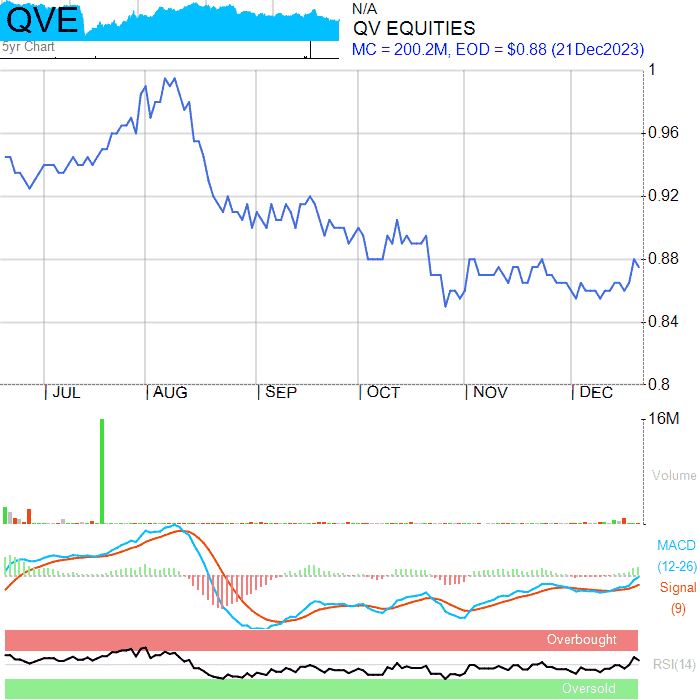 QVE
5yr Chart
N/A
QV EQUITIES
MC = 200.2M, EOD = $0.88 (21Dec2023)
1
0.96
0.92
0.88
0.84
0.8
JUL AUG SEP OCT NOV DEC
16M
Volume
MACD
(12-26)
Signal
(9)
Overbought
RSI(14)
Oversold